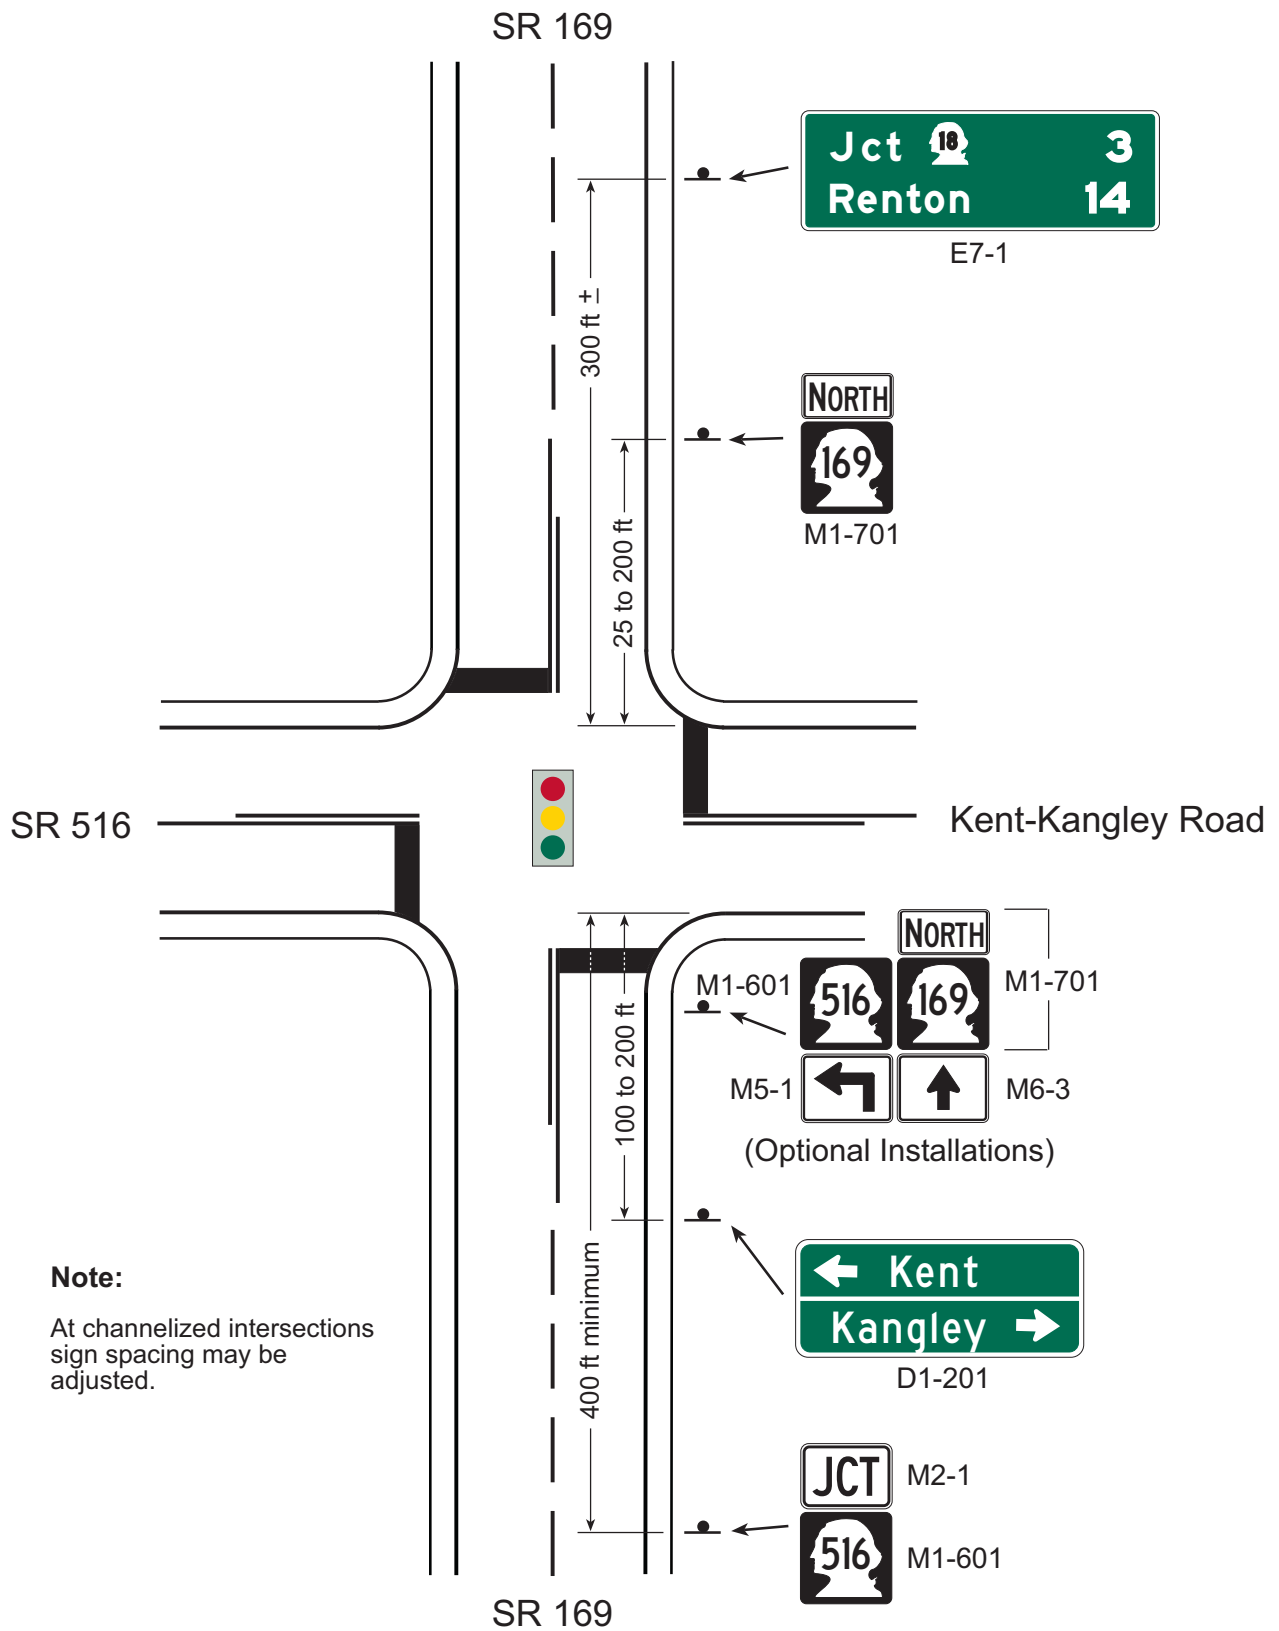 SR 169
Jct 18 3
Renton 14
E7-1
300 ft ±
NORTH
169
M1-701
25 to 200 ft
SR 516
Kent-Kangley Road
NORTH
M1-601
516
169
M1-701
M5-1
M6-3
(Optional Installations)
100 to 200 ft
400 ft minimum
Kent
Kangley
D1-201
Note:
At channelized intersections
sign spacing may be
adjusted.
JCT
M2-1
516
M1-601
SR 169